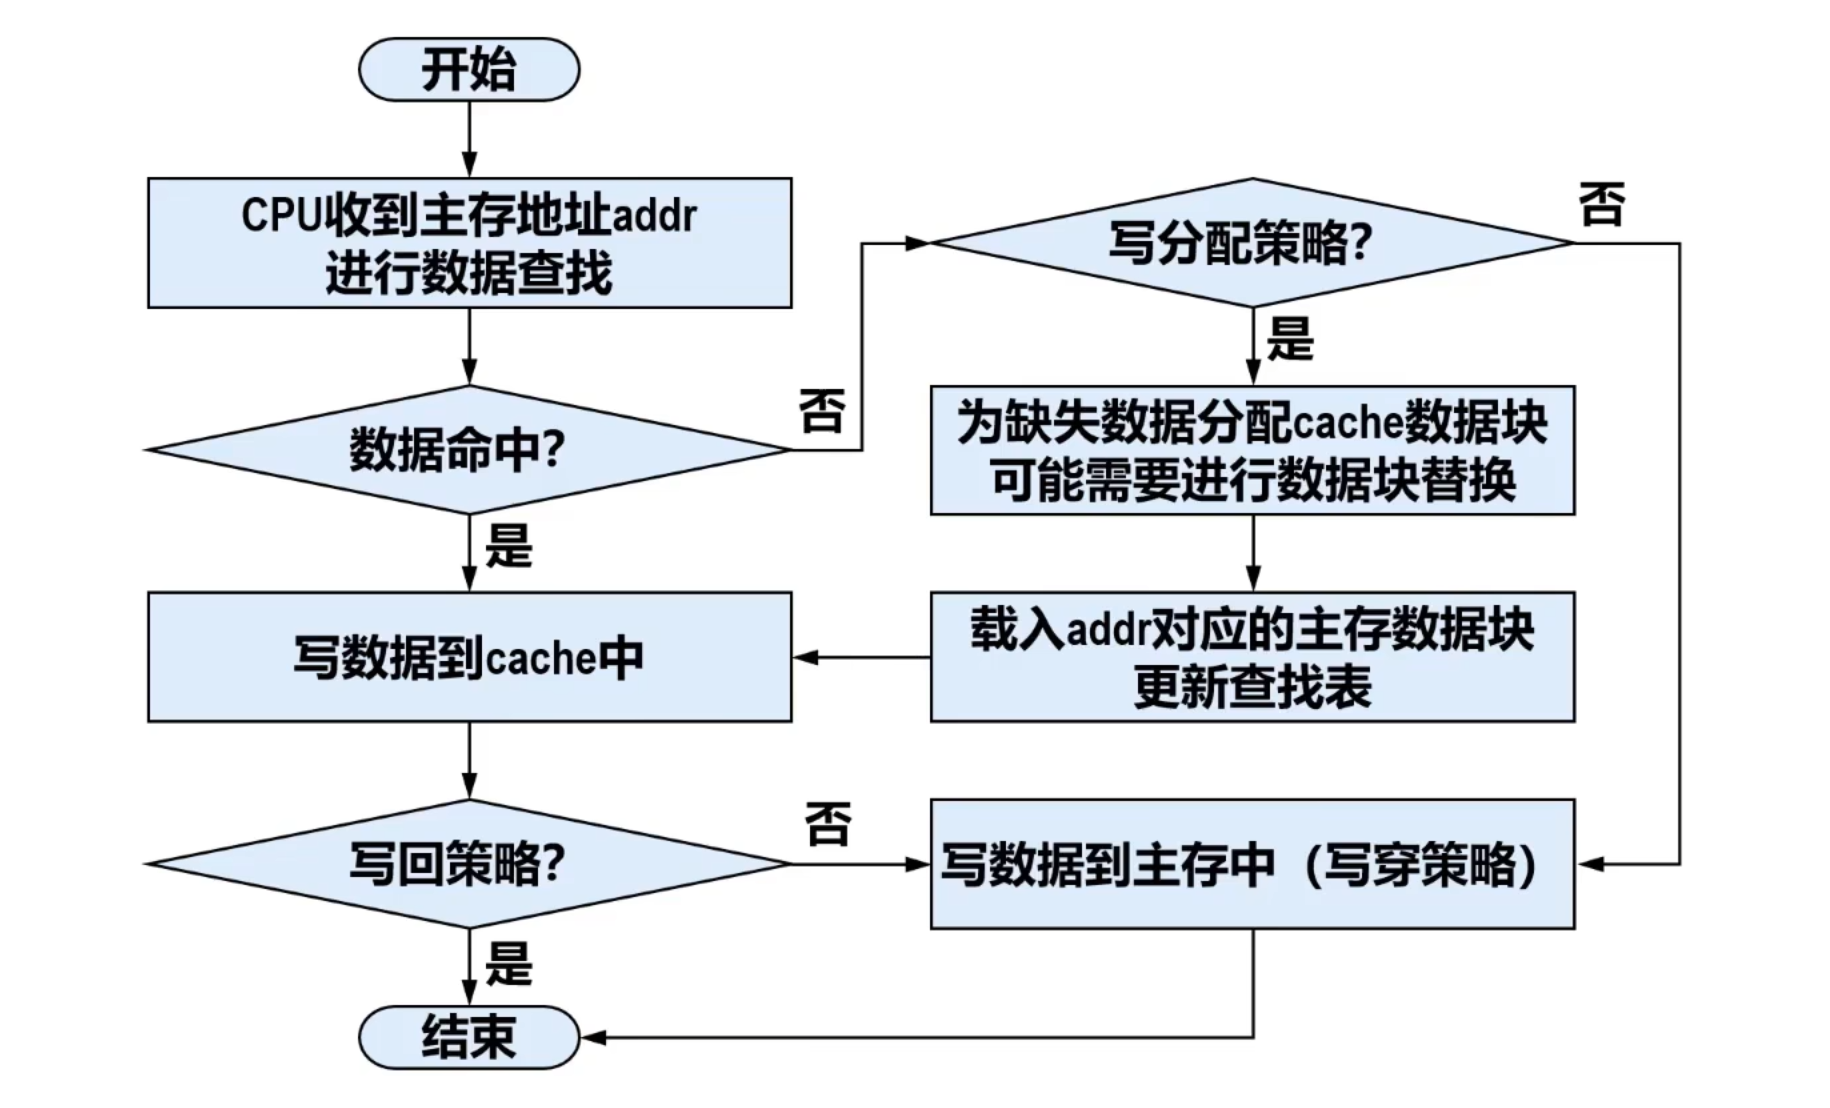 开始
CPU收到主存地址addr
进行数据查找
数据命中?
否
是
写分配策略?
否
是
为缺失数据分配cache数据块
可能需要进行数据块替换
载入addr对应的主存数据块
更新查找表
写数据到cache中
写回策略?
否
是
写数据到主存中（写穿策略）
结束